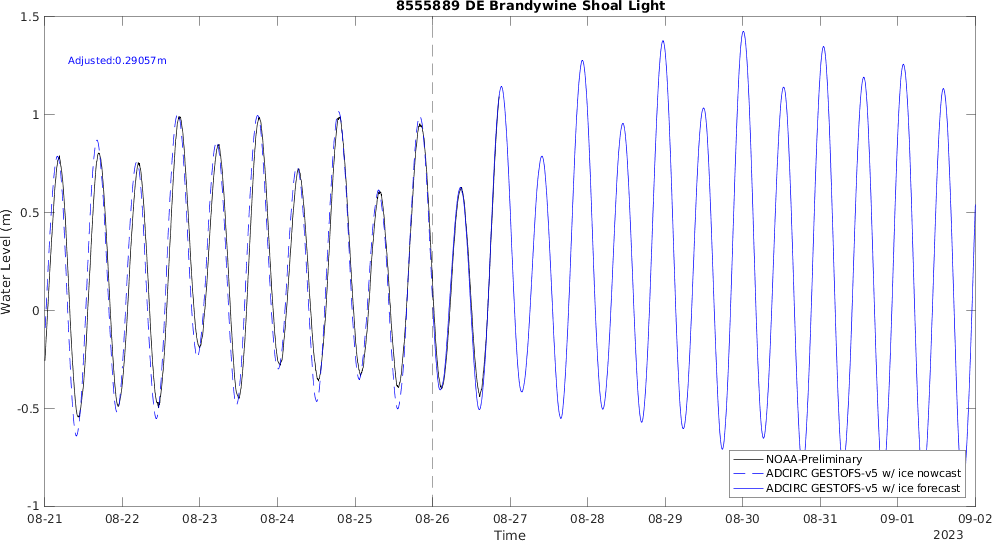 8555889 DE Brandywine Shoal Light
Adjusted:0.29057m
Water Level (m)
1.5
1
0.5
0
-0.5
-1
NOAA-Preliminary
ADCIRC GESTOFS-v5 w/ ice nowcast
ADCIRC GESTOFS-v5 w/ ice forecast
08-21 08-22 08-23 08-24 08-25 08-26 08-27 08-28 08-29 08-30 08-31 09-01 09-02
Time
2023